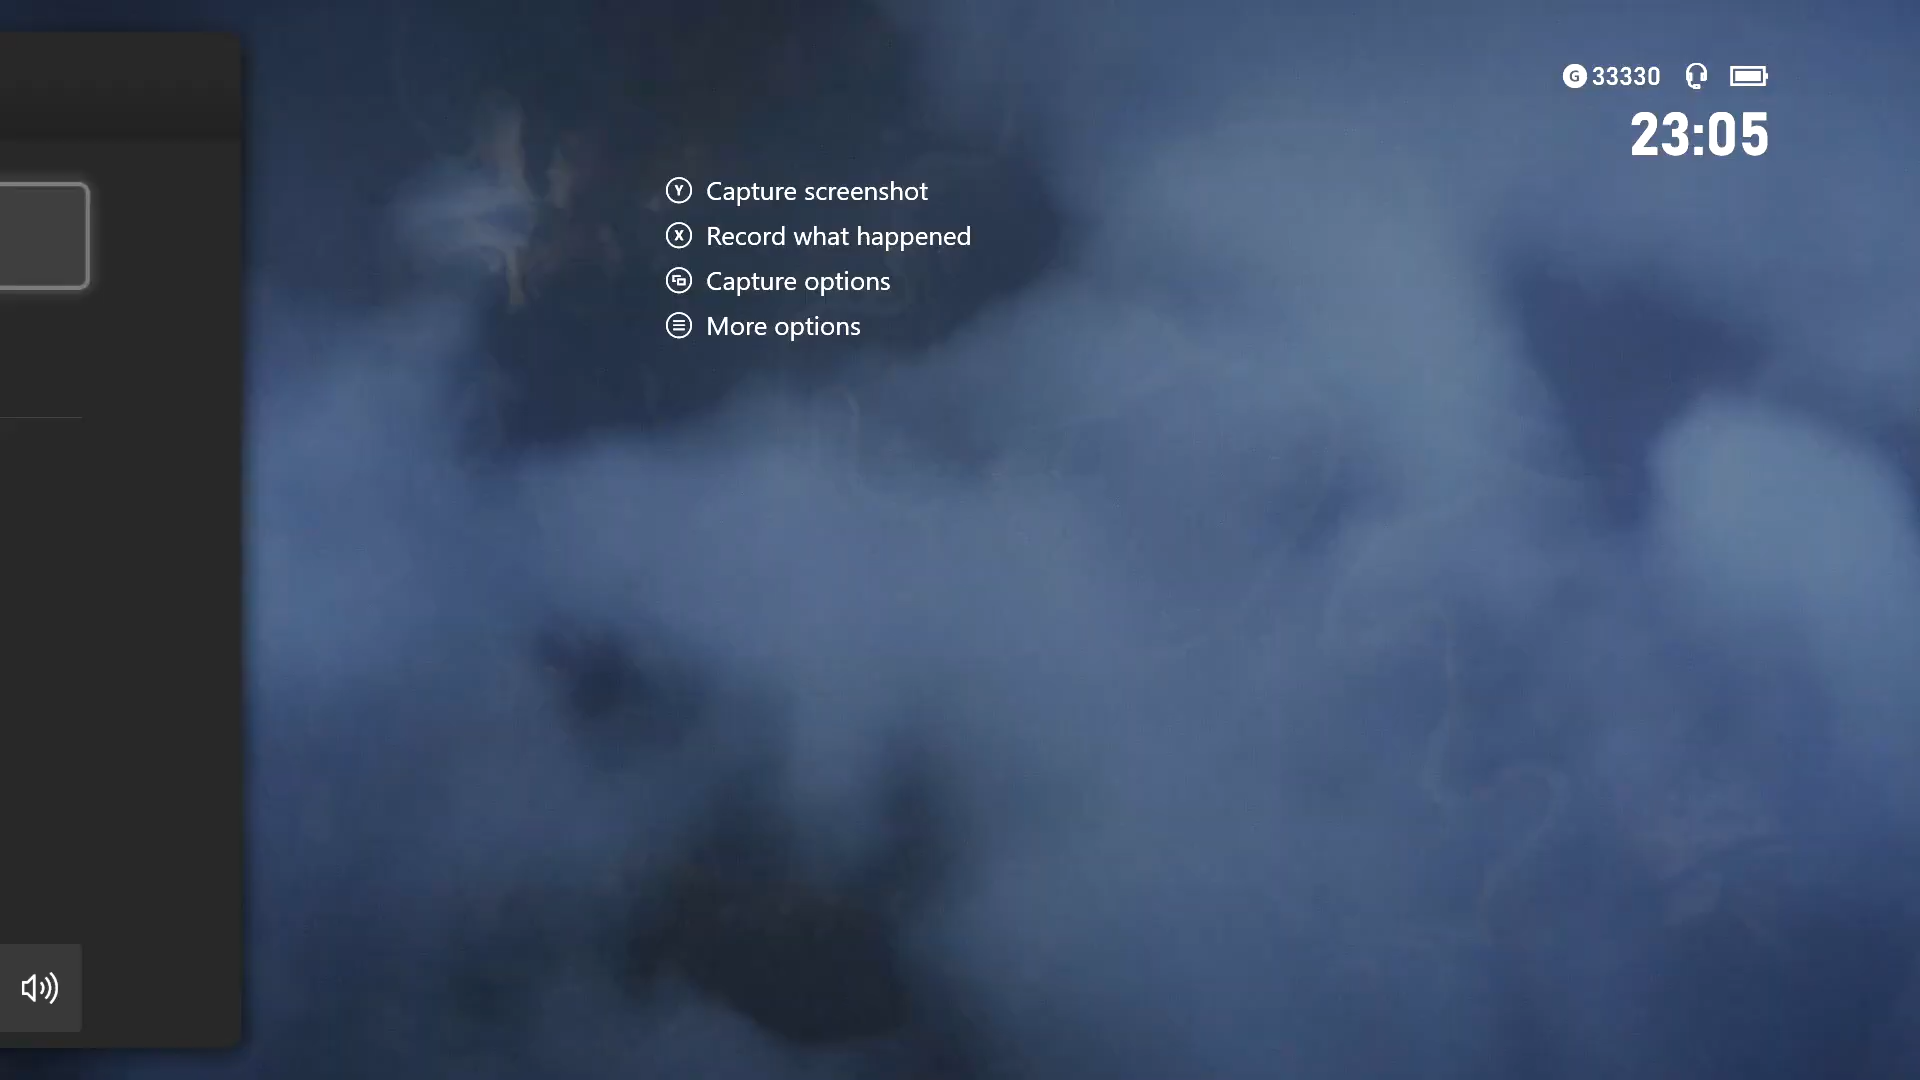 G 33330
23:05
Y Capture screenshot
X Record what happened
Capture options
More options